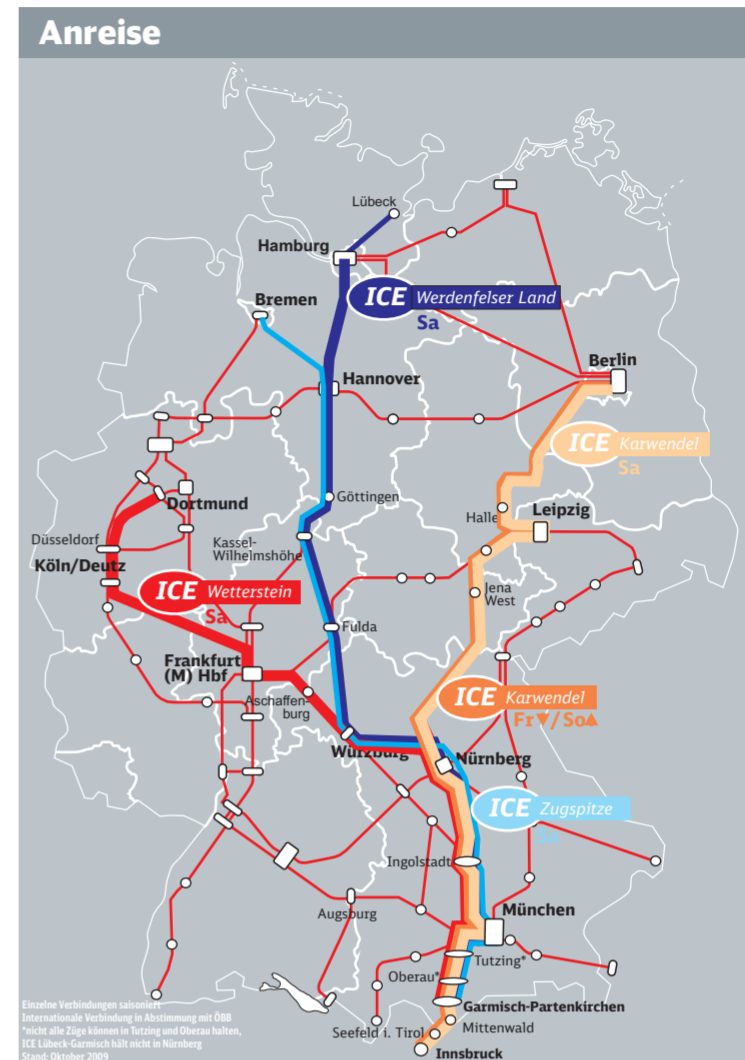 Anreise
Lübeck
Hamburg
ICE Werdenfelser Land
Sa
Bremen
Berlin
Hannover
ICE Karwendel
Sa
Göttingen
Dortmund
Halle
Leipzig
Düsseldorf
Kassel-
Wilhelmshöhe
Köln/Deutz
ICE Wetterstein
Sa
Jena
West
Fulda
Frankfurt
(M) Hbf
Aschaffen-
burg
ICE Karwendel
Fr▼/So▲
Würzburg
Nürnberg
ICE Zugspitze
Sa
Ingolstadt
Augsburg
München
Tutzing*
Oberau*
Garmisch-Partenkirchen
Mittenwald
Seefeld i. Tirol
Innsbruck
Einzelne Verbindungen saisoniert
Internationale Verbindung in Abstimmung mit ÖBB
*nicht alle Züge können in Tutzing und Oberau halten,
ICE Lübeck-Garmisch hält nicht in Nürnberg
Stand: Oktober 2009